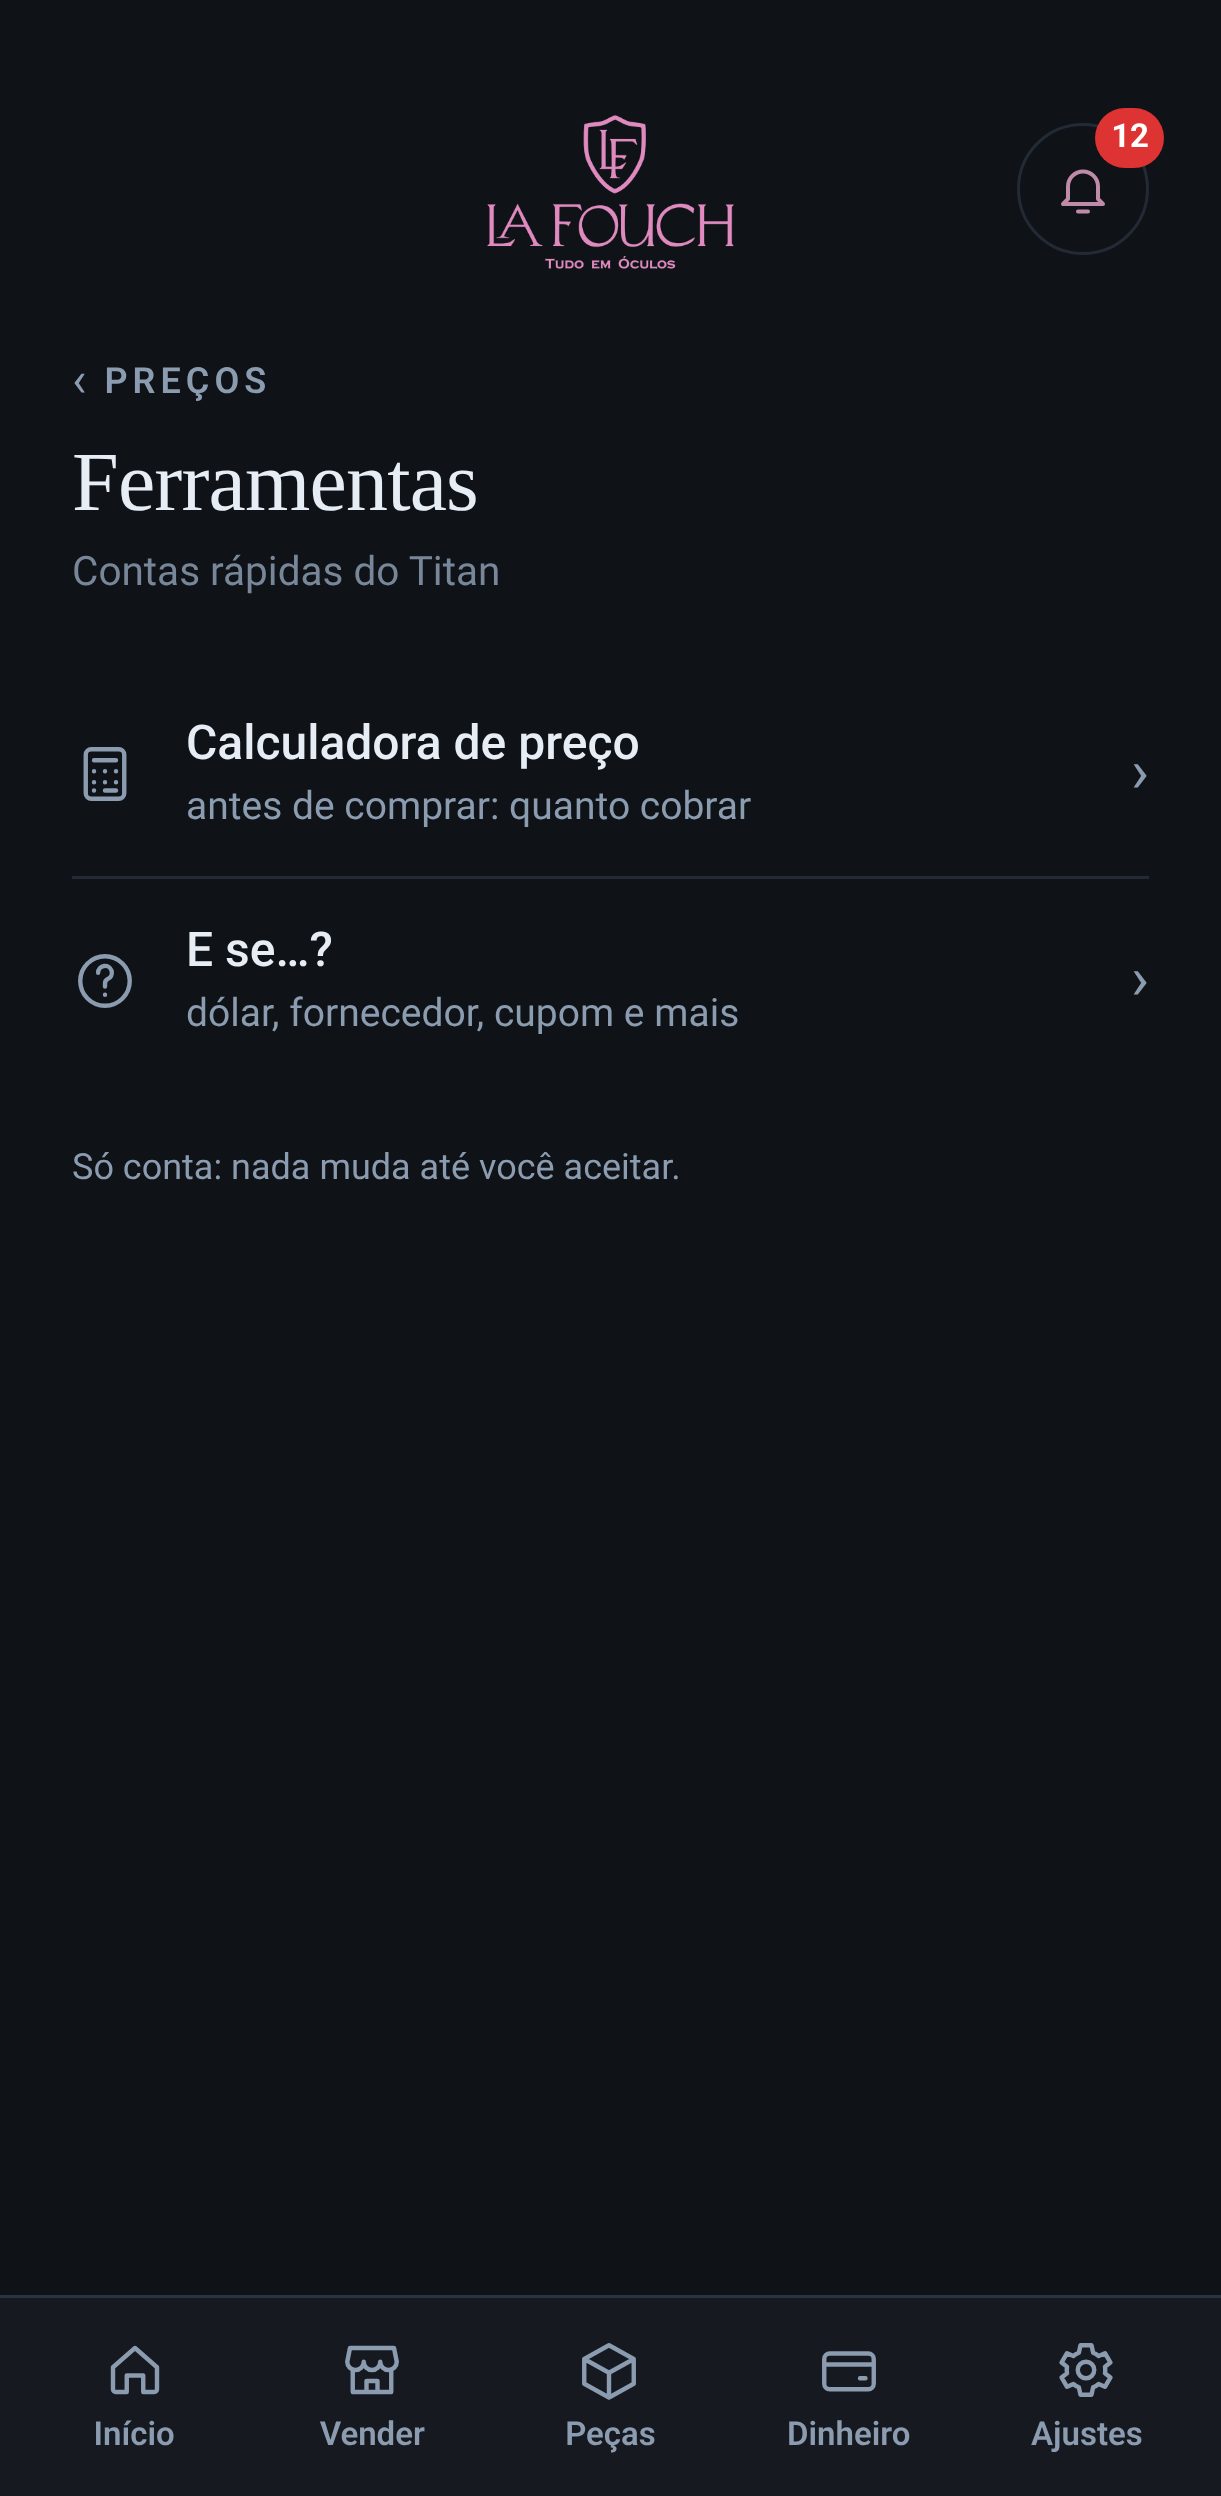 12
LF
LA FOUCH
Tudo em Óculos
‹ PREÇOS
Ferramentas
Contas rápidas do Titan
Calculadora de preço
antes de comprar: quanto cobrar
E se...?
dólar, fornecedor, cupom e mais
Só conta: nada muda até você aceitar.
Início
Vender
Peças
Dinheiro
Ajustes